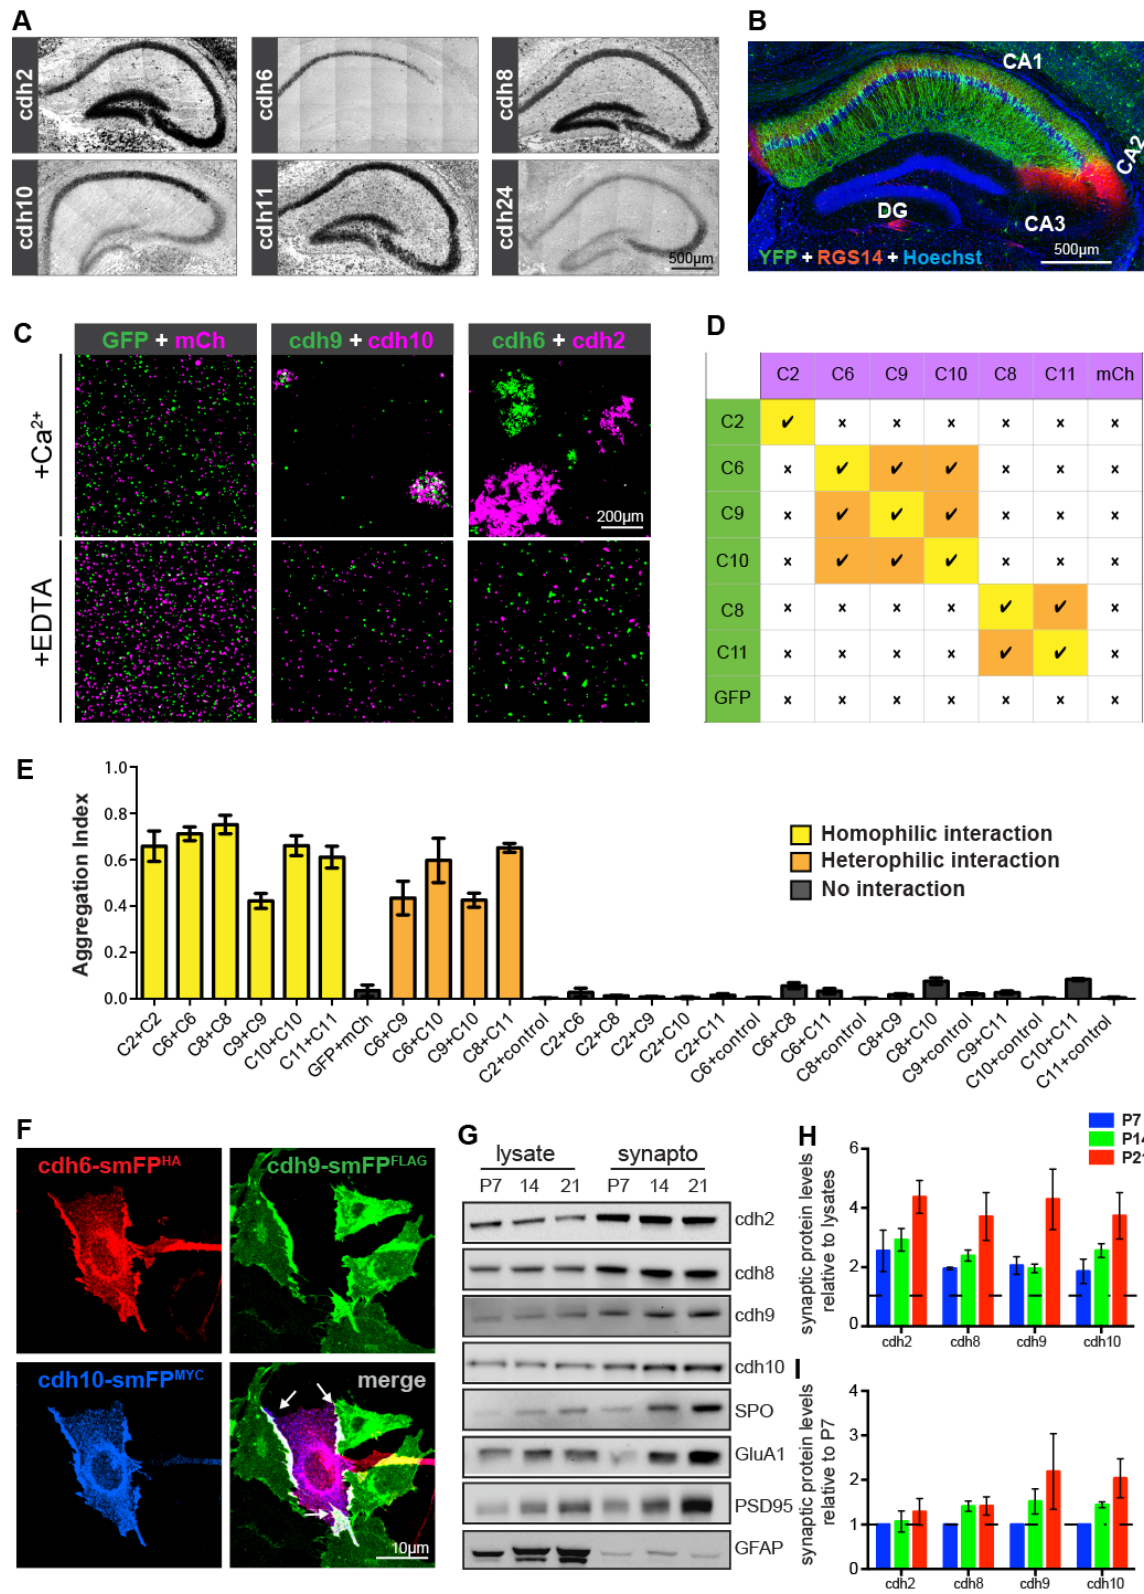 A
cdh2
cdh6
cdh8
cdh10
cdh11
cdh24
500µm
B
CA1
CA2
CA3
DG
YFP + RGS14 + Hoechst
500µm
C
GFP + mCh
cdh9 + cdh10
cdh6 + cdh2
+Ca²⁺
200µm
+EDTA
D
C2 C6 C9 C10 C8 C11 mCh
C2 ✔ x x x x x x
C6 x ✔ ✔ ✔ x x x
C9 x ✔ ✔ ✔ x x x
C10 x ✔ ✔ ✔ x x x
C8 x x x x ✔ ✔ x
C11 x x x x ✔ ✔ x
GFP x x x x x x x
E
Aggregation Index
1.0
0.8
0.6
0.4
0.2
0.0
Homophilic interaction
Heterophilic interaction
No interaction
C2+C2
C6+C6
C8+C8
C9+C9
C10+C10
C11+C11
GFP+mCh
C6+C9
C6+C10
C9+C10
C8+C11
C2+control
C2+C6
C2+C8
C2+C9
C2+C10
C2+C11
C6+control
C6+C8
C6+C11
C8+control
C8+C9
C8+C10
C9+control
C9+C11
C10+control
C10+C11
C11+control
F
cdh6-smFPᴴᴬ
cdh9-smFPᶠᴸᴬᴳ
cdh10-smFPᴹʸᶜ
merge
10µm
G
lysate synapto
P7 14 21 P7 14 21
cdh2
cdh8
cdh9
cdh10
SPO
GluA1
PSD95
GFAP
H
P7
P14
P21
synaptic protein levels
relative to lysates
6
4
2
0
cdh2 cdh8 cdh9 cdh10
I
synaptic protein levels
relative to P7
4
3
2
1
0
cdh2 cdh8 cdh9 cdh10